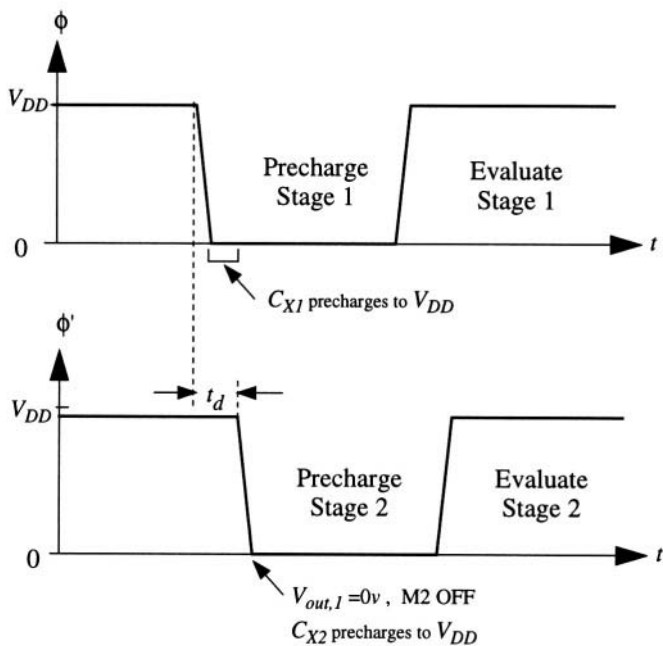 ϕ
V_DD
Precharge
Stage 1
Evaluate
Stage 1
0
t
C_X1 precharges to V_DD
ϕ'
t_d
V_DD
Precharge
Stage 2
Evaluate
Stage 2
0
t
V_out,1 =0v , M2 OFF
C_X2 precharges to V_DD